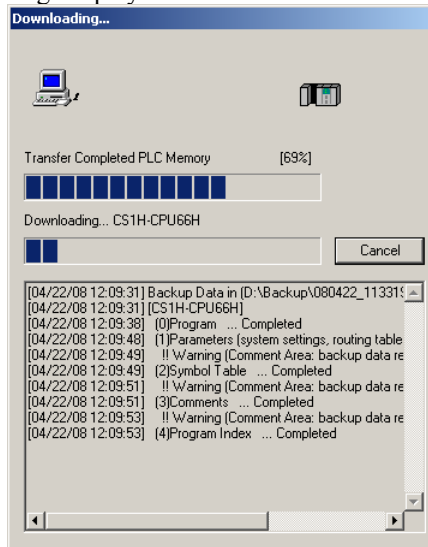 Downloading...
Transfer Completed PLC Memory [69%]
Downloading... CS1H-CPU66H
Cancel
[04/22/08 12:09:31] Backup Data in (D:\Backup\080422_11331
[04/22/08 12:09:31] [CS1H-CPU66H]
[04/22/08 12:09:38] (0)Program ... Completed
[04/22/08 12:09:48] (1)Parameters (system settings, routing table
[04/22/08 12:09:49] !! Warning (Comment Area: backup data re
[04/22/08 12:09:49] (2)Symbol Table ... Completed
[04/22/08 12:09:51] !! Warning (Comment Area: backup data re
[04/22/08 12:09:51] (3)Comments ... Completed
[04/22/08 12:09:53] !! Warning (Comment Area: backup data re
[04/22/08 12:09:53] (4)Program Index ... Completed